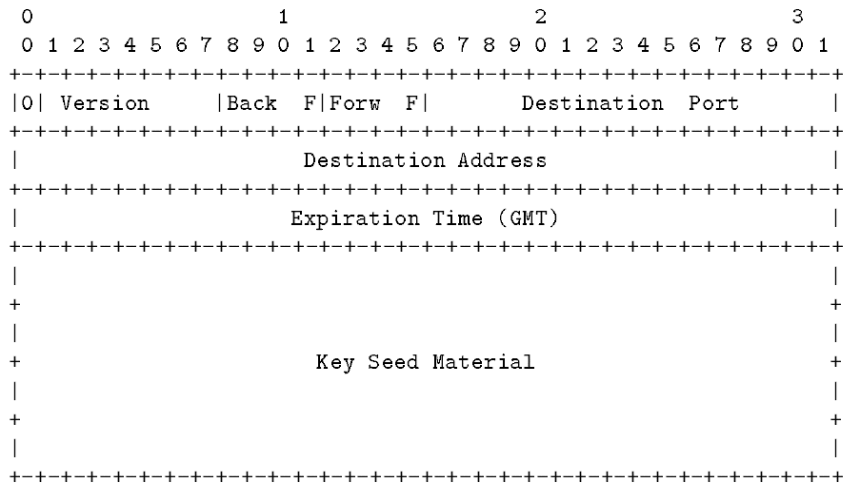 0                   1                   2                   3
 0 1 2 3 4 5 6 7 8 9 0 1 2 3 4 5 6 7 8 9 0 1 2 3 4 5 6 7 8 9 0 1
+-+-+-+-+-+-+-+-+-+-+-+-+-+-+-+-+-+-+-+-+-+-+-+-+-+-+-+-+-+-+-+-+
|0| Version     |Back  F|Forw  F|       Destination  Port       |
+-+-+-+-+-+-+-+-+-+-+-+-+-+-+-+-+-+-+-+-+-+-+-+-+-+-+-+-+-+-+-+-+
|                      Destination Address                      |
+-+-+-+-+-+-+-+-+-+-+-+-+-+-+-+-+-+-+-+-+-+-+-+-+-+-+-+-+-+-+-+-+
|                     Expiration Time (GMT)                     |
+-+-+-+-+-+-+-+-+-+-+-+-+-+-+-+-+-+-+-+-+-+-+-+-+-+-+-+-+-+-+-+-+
|                                                               |
+                                                               +
|                                                               |
+                       Key Seed Material                       +
|                                                               |
+                                                               +
|                                                               |
+-+-+-+-+-+-+-+-+-+-+-+-+-+-+-+-+-+-+-+-+-+-+-+-+-+-+-+-+-+-+-+-+